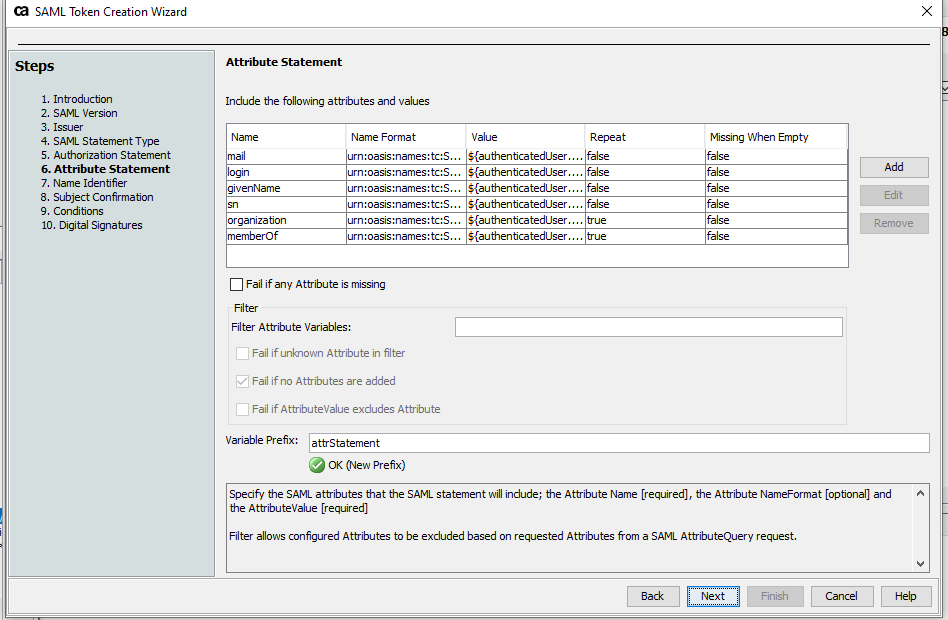 ca SAML Token Creation Wizard
Steps
1. Introduction
2. SAML Version
3. Issuer
4. SAML Statement Type
5. Authorization Statement
6. Attribute Statement
7. Name Identifier
8. Subject Confirmation
9. Conditions
10. Digital Signatures
Attribute Statement
Include the following attributes and values
Name Name Format Value Repeat Missing When Empty
mail urn:oasis:names:tc:S... ${authenticatedUser.... false false
login urn:oasis:names:tc:S... ${authenticatedUser.... false false
givenName urn:oasis:names:tc:S... ${authenticatedUser.... false false
sn urn:oasis:names:tc:S... ${authenticatedUser.... false false
organization urn:oasis:names:tc:S... ${authenticatedUser.... true false
memberOf urn:oasis:names:tc:S... ${authenticatedUser.... true false
Add
Edit
Remove
Fail if any Attribute is missing
Filter
Filter Attribute Variables:
Fail if unknown Attribute in filter
Fail if no Attributes are added
Fail if AttributeValue excludes Attribute
Variable Prefix: attrStatement
OK (New Prefix)
Specify the SAML attributes that the SAML statement will include; the Attribute Name [required], the Attribute NameFormat [optional] and
the AttributeValue [required]
Filter allows configured Attributes to be excluded based on requested Attributes from a SAML AttributeQuery request.
Back Next Finish Cancel Help